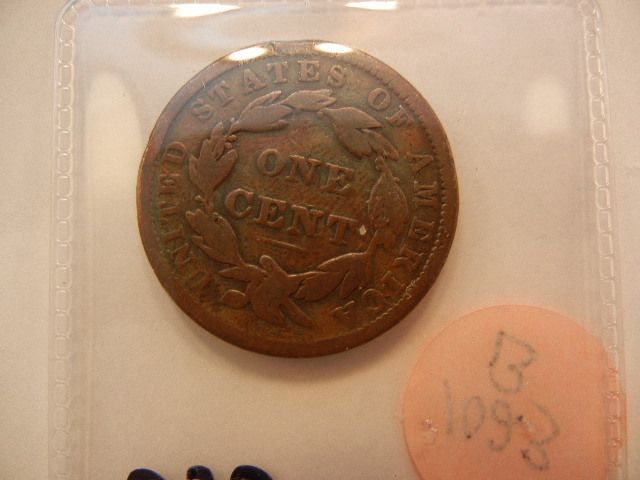 UNITED STATES OF AMERICA
ONE
CENT
B
1093